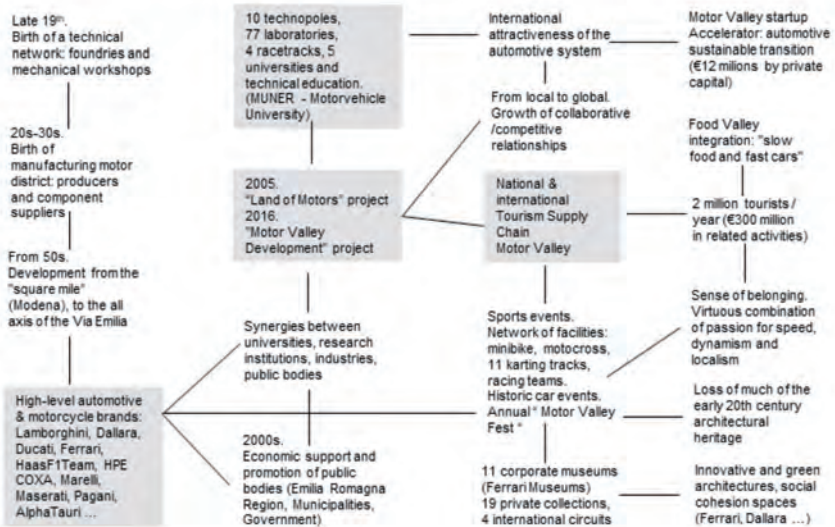 Late 19th.
Birth of a technical
network: foundries and
mechanical workshops
20s-30s.
Birth of
manufacturing motor
district: producers
and component
suppliers
From 50s.
Development from the
"square mile"
(Modena), to the all
axis of the Via Emilia
High-level automotive
& motorcycle brands:
Lamborghini, Dallara,
Ducati, Ferrari,
HaasF1Team, HPE
COXA, Marelli,
Maserati, Pagani,
AlphaTauri ...
10 technopoles,
77 laboratories,
4 racetracks, 5
universities and
technical education.
(MUNER - Motorvehicle
University)
2005.
"Land of Motors" project
2016.
"Motor Valley
Development" project
Synergies between
universities, research
institutions, industries,
public bodies
2000s.
Economic support and
promotion of public
bodies (Emilia Romagna
Region, Municipalities,
Government)
International
attractiveness of the
automotive system
From local to global.
Growth of collaborative
/competitive
relationships
National &
international
Tourism Supply
Chain
Motor Valley
Sports events.
Network of facilities:
minibike, motocross,
11 karting tracks,
racing teams.
Historic car events.
Annual " Motor Valley
Fest "
11 corporate museums
(Ferrari Museums)
19 private collections,
4 international circuits
Motor Valley startup
Accelerator: automotive
sustainable transition
(€12 milions by private
capital)
Food Valley
integration: "slow
food and fast cars"
2 million tourists /
year (€300 million
in related activities)
Sense of belonging.
Virtuous combination
of passion for speed,
dynamism and
localism
Loss of much of the
early 20th century
architectural
heritage
Innovative and green
architectures, social
cohesion spaces
(Ferrari, Dallara ...)